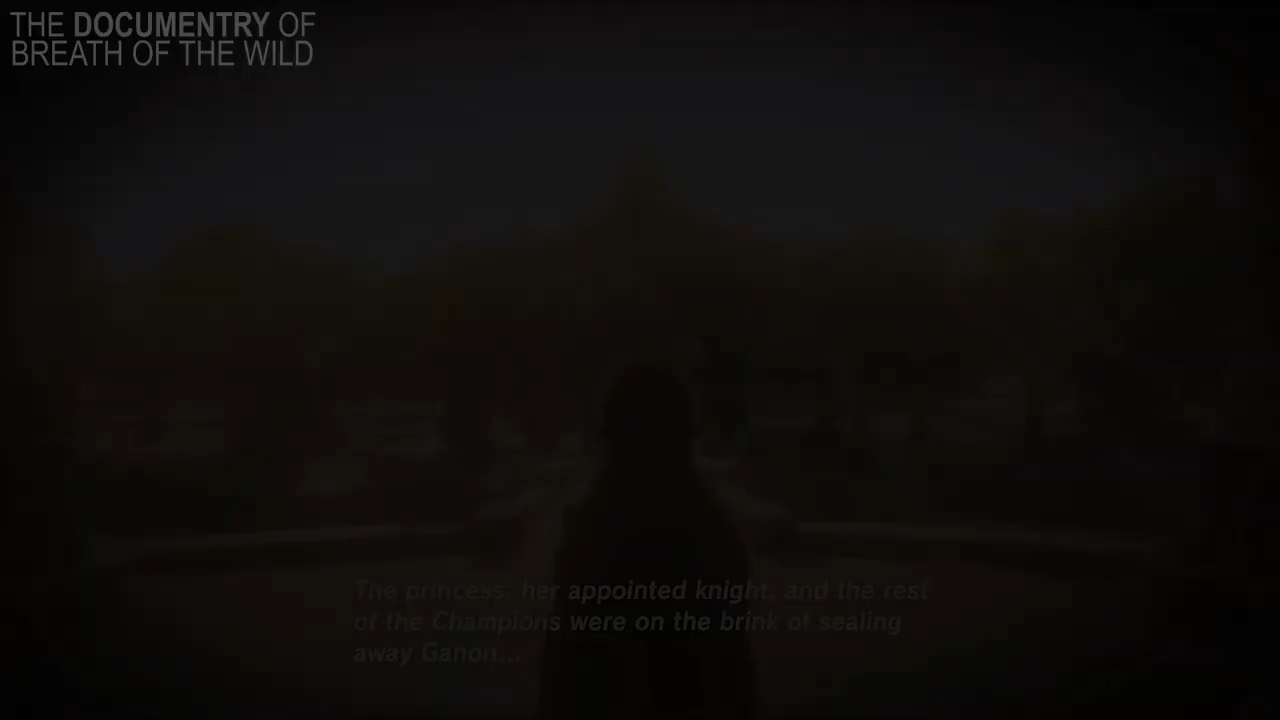 THE DOCUMENTRY OF
BREATH OF THE WILD
The princess, her appointed knight, and the rest
of the Champions were on the brink of sealing
away Ganon...